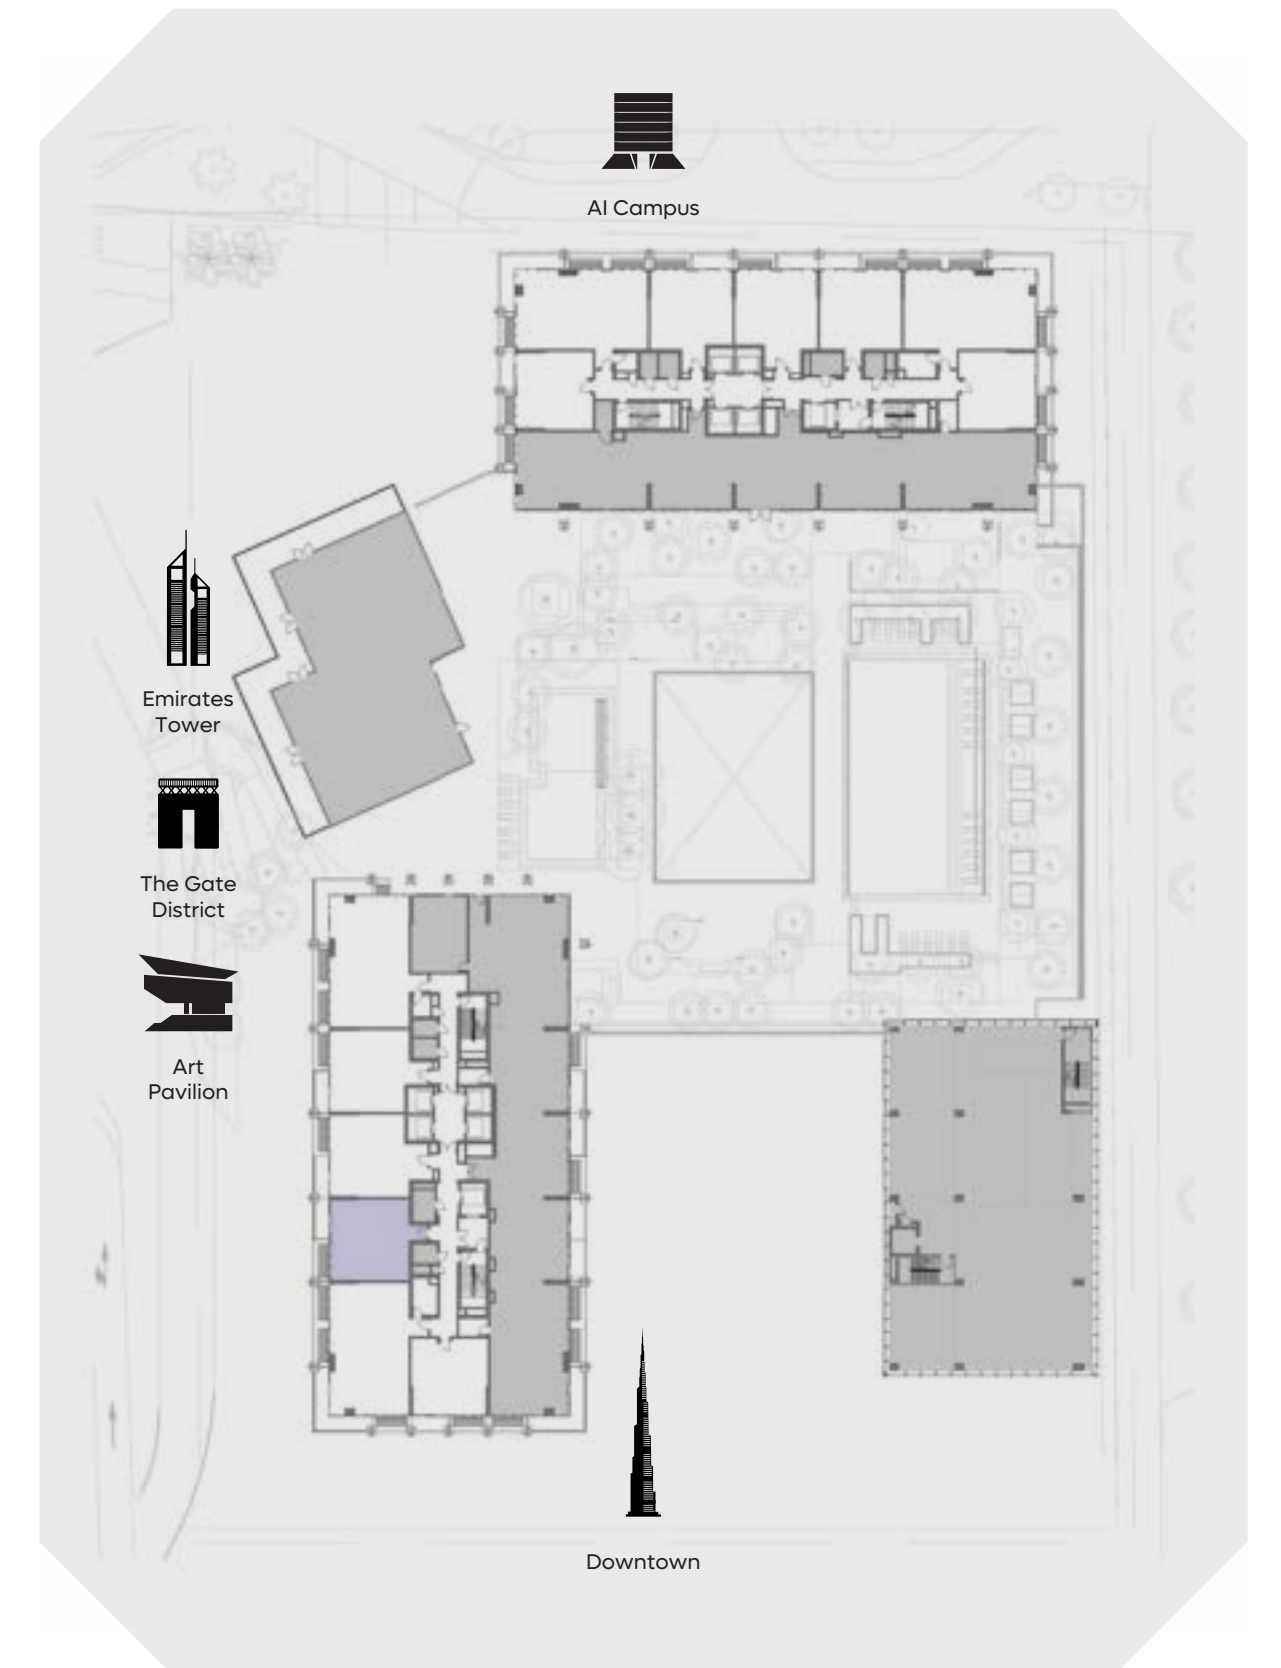 AI Campus
Emirates
Tower
The Gate
District
Art
Pavilion
Downtown